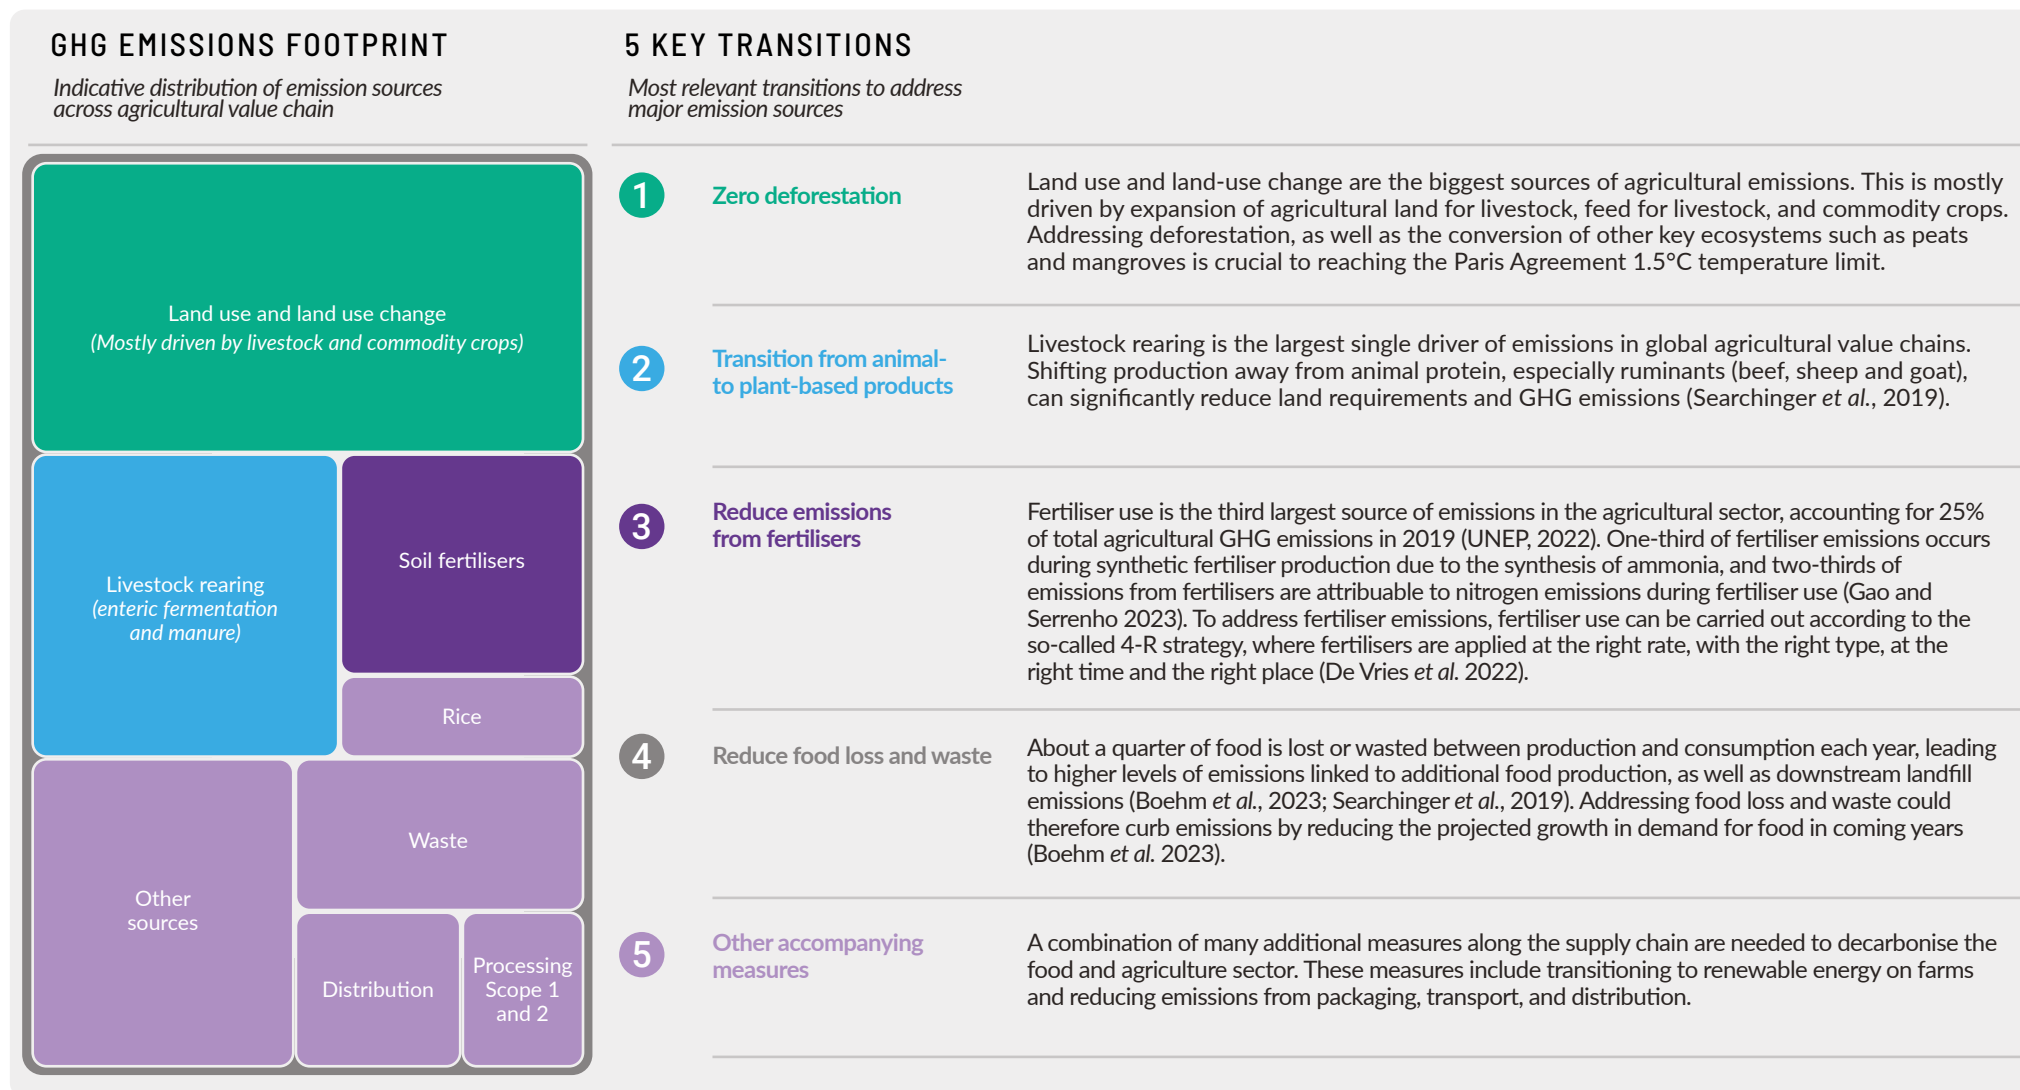 GHG EMISSIONS FOOTPRINT
Indicative distribution of emission sources
across agricultural value chain
Land use and land use change
(Mostly driven by livestock and commodity crops)
Livestock rearing
(enteric fermentation
and manure)
Soil fertilisers
Rice
Other
sources
Waste
Distribution
Processing
Scope 1
and 2
5 KEY TRANSITIONS
Most relevant transitions to address
major emission sources
1
Zero deforestation
Land use and land-use change are the biggest sources of agricultural emissions. This is mostly
driven by expansion of agricultural land for livestock, feed for livestock, and commodity crops.
Addressing deforestation, as well as the conversion of other key ecosystems such as peats
and mangroves is crucial to reaching the Paris Agreement 1.5°C temperature limit.
2
Transition from animal-
to plant-based products
Livestock rearing is the largest single driver of emissions in global agricultural value chains.
Shifting production away from animal protein, especially ruminants (beef, sheep and goat),
can significantly reduce land requirements and GHG emissions (Searchinger et al., 2019).
3
Reduce emissions
from fertilisers
Fertiliser use is the third largest source of emissions in the agricultural sector, accounting for 25%
of total agricultural GHG emissions in 2019 (UNEP, 2022). One-third of fertiliser emissions occurs
during synthetic fertiliser production due to the synthesis of ammonia, and two-thirds of
emissions from fertilisers are attribuable to nitrogen emissions during fertiliser use (Gao and
Serrenho 2023). To address fertiliser emissions, fertiliser use can be carried out according to the
so-called 4-R strategy, where fertilisers are applied at the right rate, with the right type, at the
right time and the right place (De Vries et al. 2022).
4
Reduce food loss and waste
About a quarter of food is lost or wasted between production and consumption each year, leading
to higher levels of emissions linked to additional food production, as well as downstream landfill
emissions (Boehm et al., 2023; Searchinger et al., 2019). Addressing food loss and waste could
therefore curb emissions by reducing the projected growth in demand for food in coming years
(Boehm et al. 2023).
5
Other accompanying
measures
A combination of many additional measures along the supply chain are needed to decarbonise the
food and agriculture sector. These measures include transitioning to renewable energy on farms
and reducing emissions from packaging, transport, and distribution.